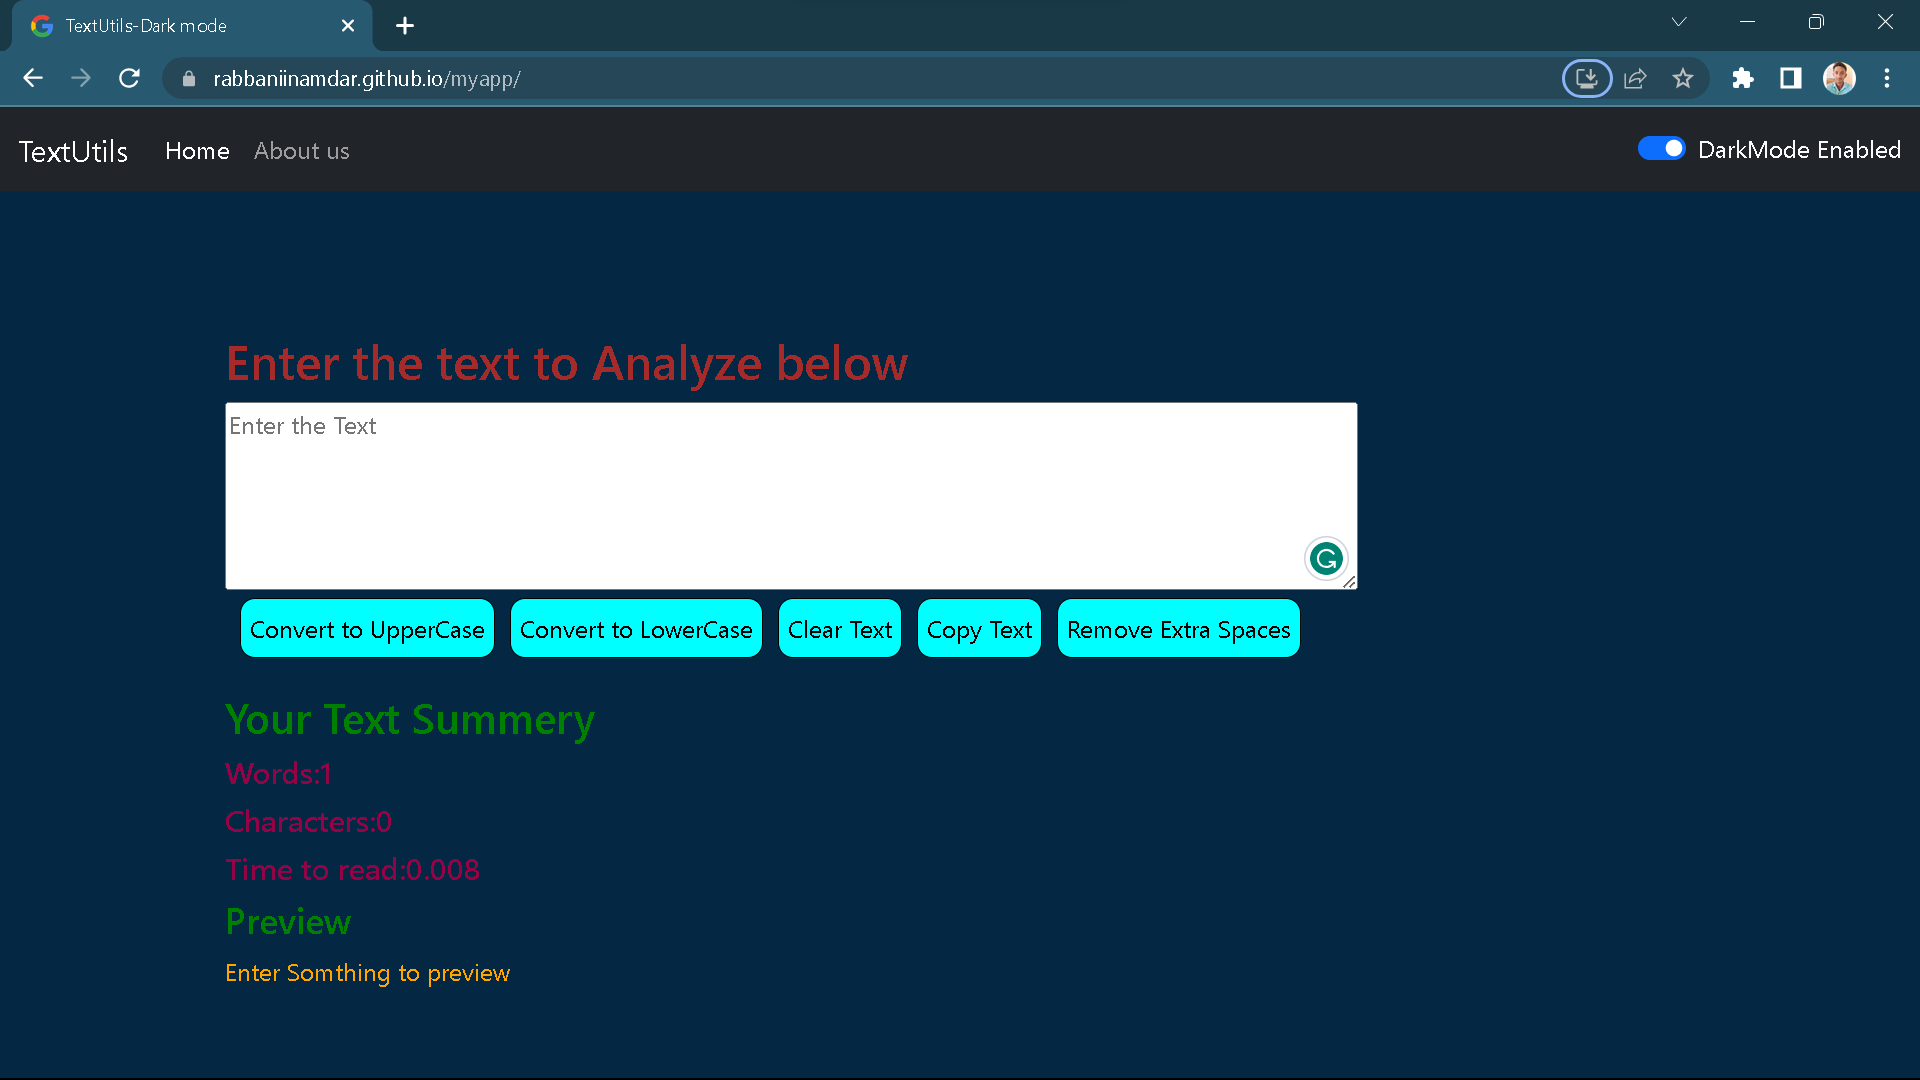 TextUtils-Dark mode
rabbaniinamdar.github.io/myapp/
TextUtils Home About us DarkMode Enabled
Enter the text to Analyze below
Enter the Text
Convert to UpperCase Convert to LowerCase Clear Text Copy Text Remove Extra Spaces
Your Text Summery
Words:1
Characters:0
Time to read:0.008
Preview
Enter Somthing to preview